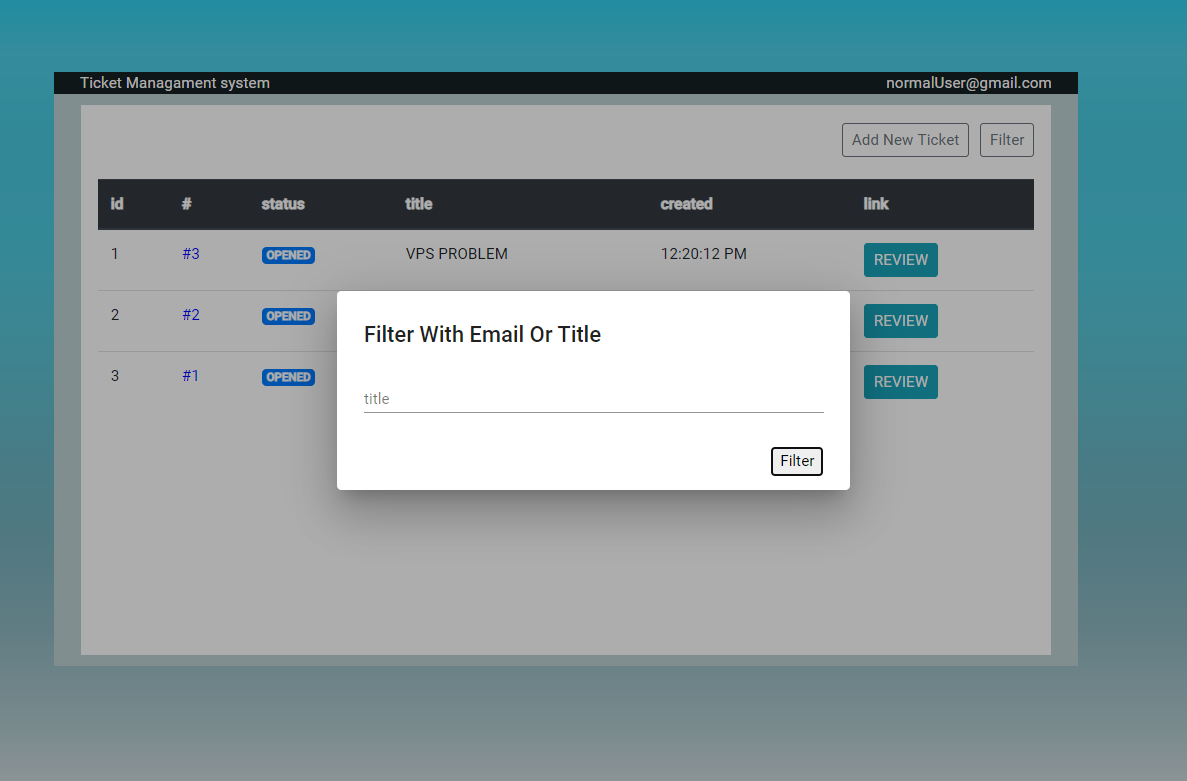 Ticket Managament system normalUser@gmail.com
Add New Ticket Filter
id # status title created link
1 #3 OPENED VPS PROBLEM 12:20:12 PM REVIEW
2 #2 OPENED REVIEW
3 #1 OPENED REVIEW
Filter With Email Or Title
title
Filter